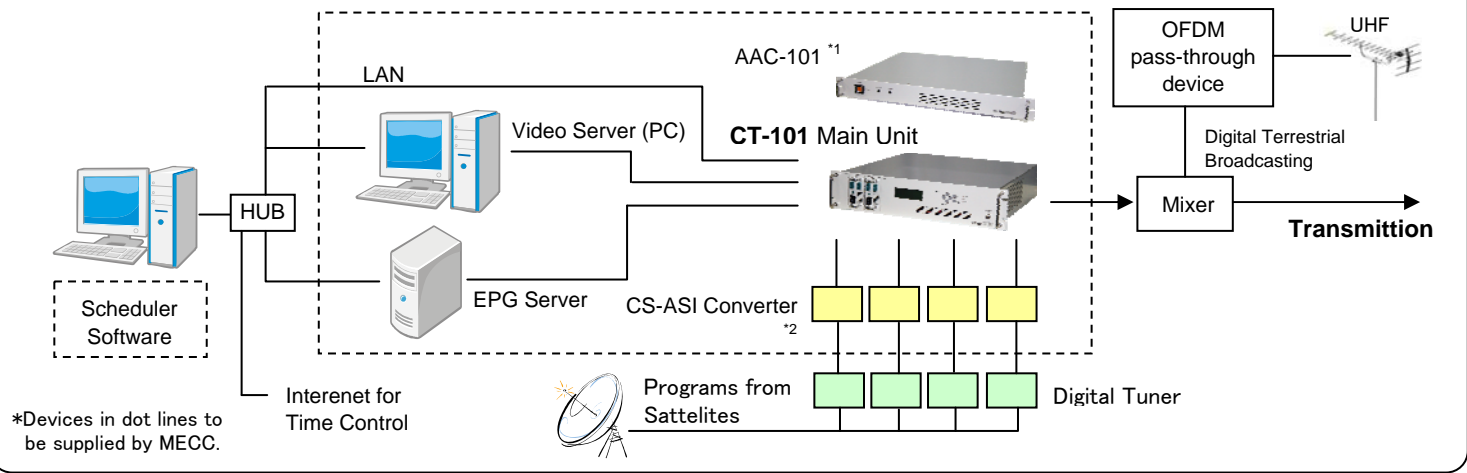 AAC-101 *1
LAN
Video Server (PC)
CT-101 Main Unit
OFDM
pass-through
device
UHF
Digital Terrestrial
Broadcasting
HUB
Mixer
Transmittion
EPG Server
CS-ASI Converter
*2
Scheduler
Software
Interenet for
Time Control
Programs from
Sattelites
Digital Tuner
*Devices in dot lines to
be supplied by MECC.